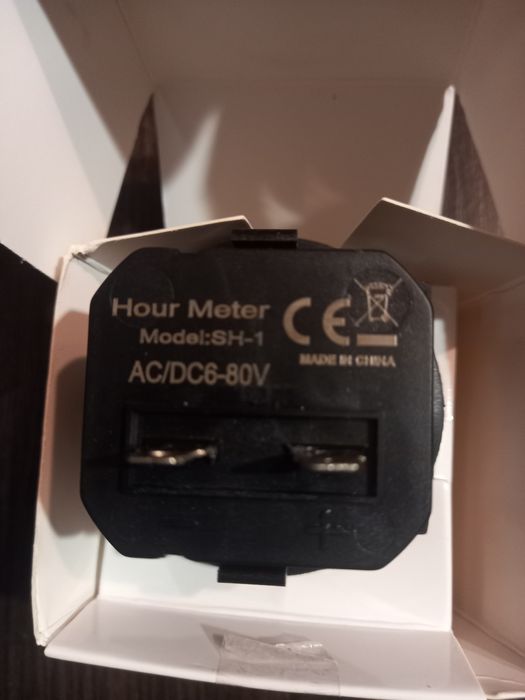 Hour Meter
Model:SH-1
AC/DC6-80V
CE
MADE IN CHINA
- +